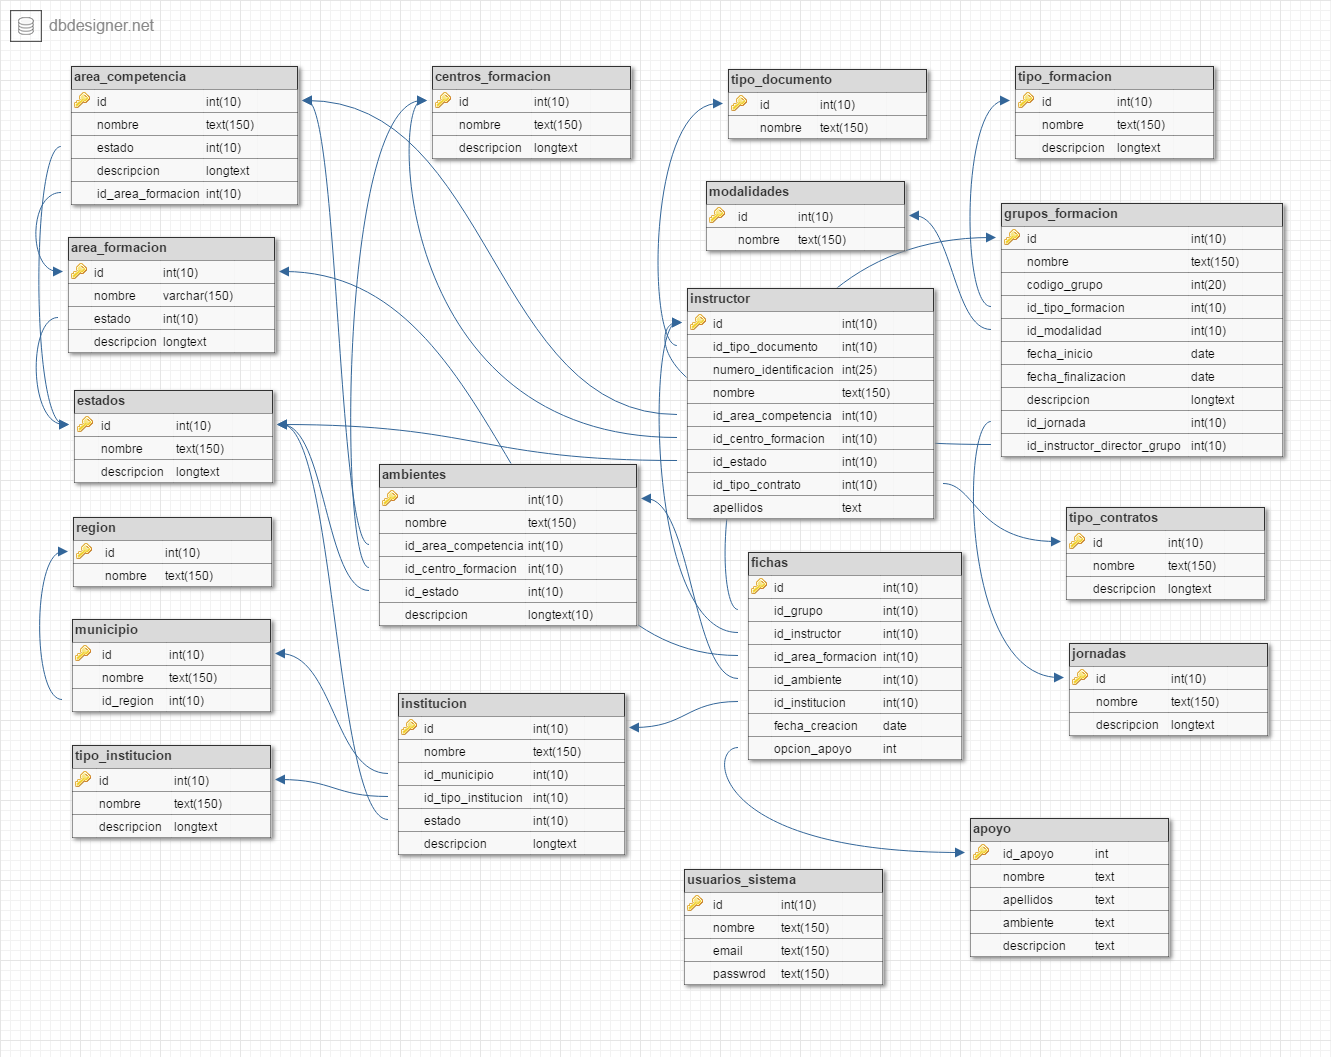 dbdesigner.net
area_competencia
id int(10)
nombre text(150)
estado int(10)
descripcion longtext
id_area_formacion int(10)
centros_formacion
id int(10)
nombre text(150)
descripcion longtext
tipo_documento
id int(10)
nombre text(150)
tipo_formacion
id int(10)
nombre text(150)
descripcion longtext
modalidades
id int(10)
nombre text(150)
grupos_formacion
id int(10)
nombre text(150)
codigo_grupo int(20)
id_tipo_formacion int(10)
id_modalidad int(10)
fecha_inicio date
fecha_finalizacion date
descripcion longtext
id_jornada int(10)
id_instructor_director_grupo int(10)
area_formacion
id int(10)
nombre varchar(150)
estado int(10)
descripcion longtext
instructor
id int(10)
id_tipo_documento int(10)
numero_identificacion int(25)
nombre text(150)
id_area_competencia int(10)
id_centro_formacion int(10)
id_estado int(10)
id_tipo_contrato int(10)
apellidos text
estados
id int(10)
nombre text(150)
descripcion longtext
ambientes
id int(10)
nombre text(150)
id_area_competencia int(10)
id_centro_formacion int(10)
id_estado int(10)
descripcion longtext(10)
tipo_contratos
id int(10)
nombre text(150)
descripcion longtext
region
id int(10)
nombre text(150)
fichas
id int(10)
id_grupo int(10)
id_instructor int(10)
id_area_formacion int(10)
id_ambiente int(10)
id_institucion int(10)
fecha_creacion date
opcion_apoyo int
municipio
id int(10)
nombre text(150)
id_region int(10)
jornadas
id int(10)
nombre text(150)
descripcion longtext
institucion
id int(10)
nombre text(150)
id_municipio int(10)
id_tipo_institucion int(10)
estado int(10)
descripcion longtext
tipo_institucion
id int(10)
nombre text(150)
descripcion longtext
apoyo
id_apoyo int
nombre text
apellidos text
ambiente text
descripcion text
usuarios_sistema
id int(10)
nombre text(150)
email text(150)
passwrod text(150)